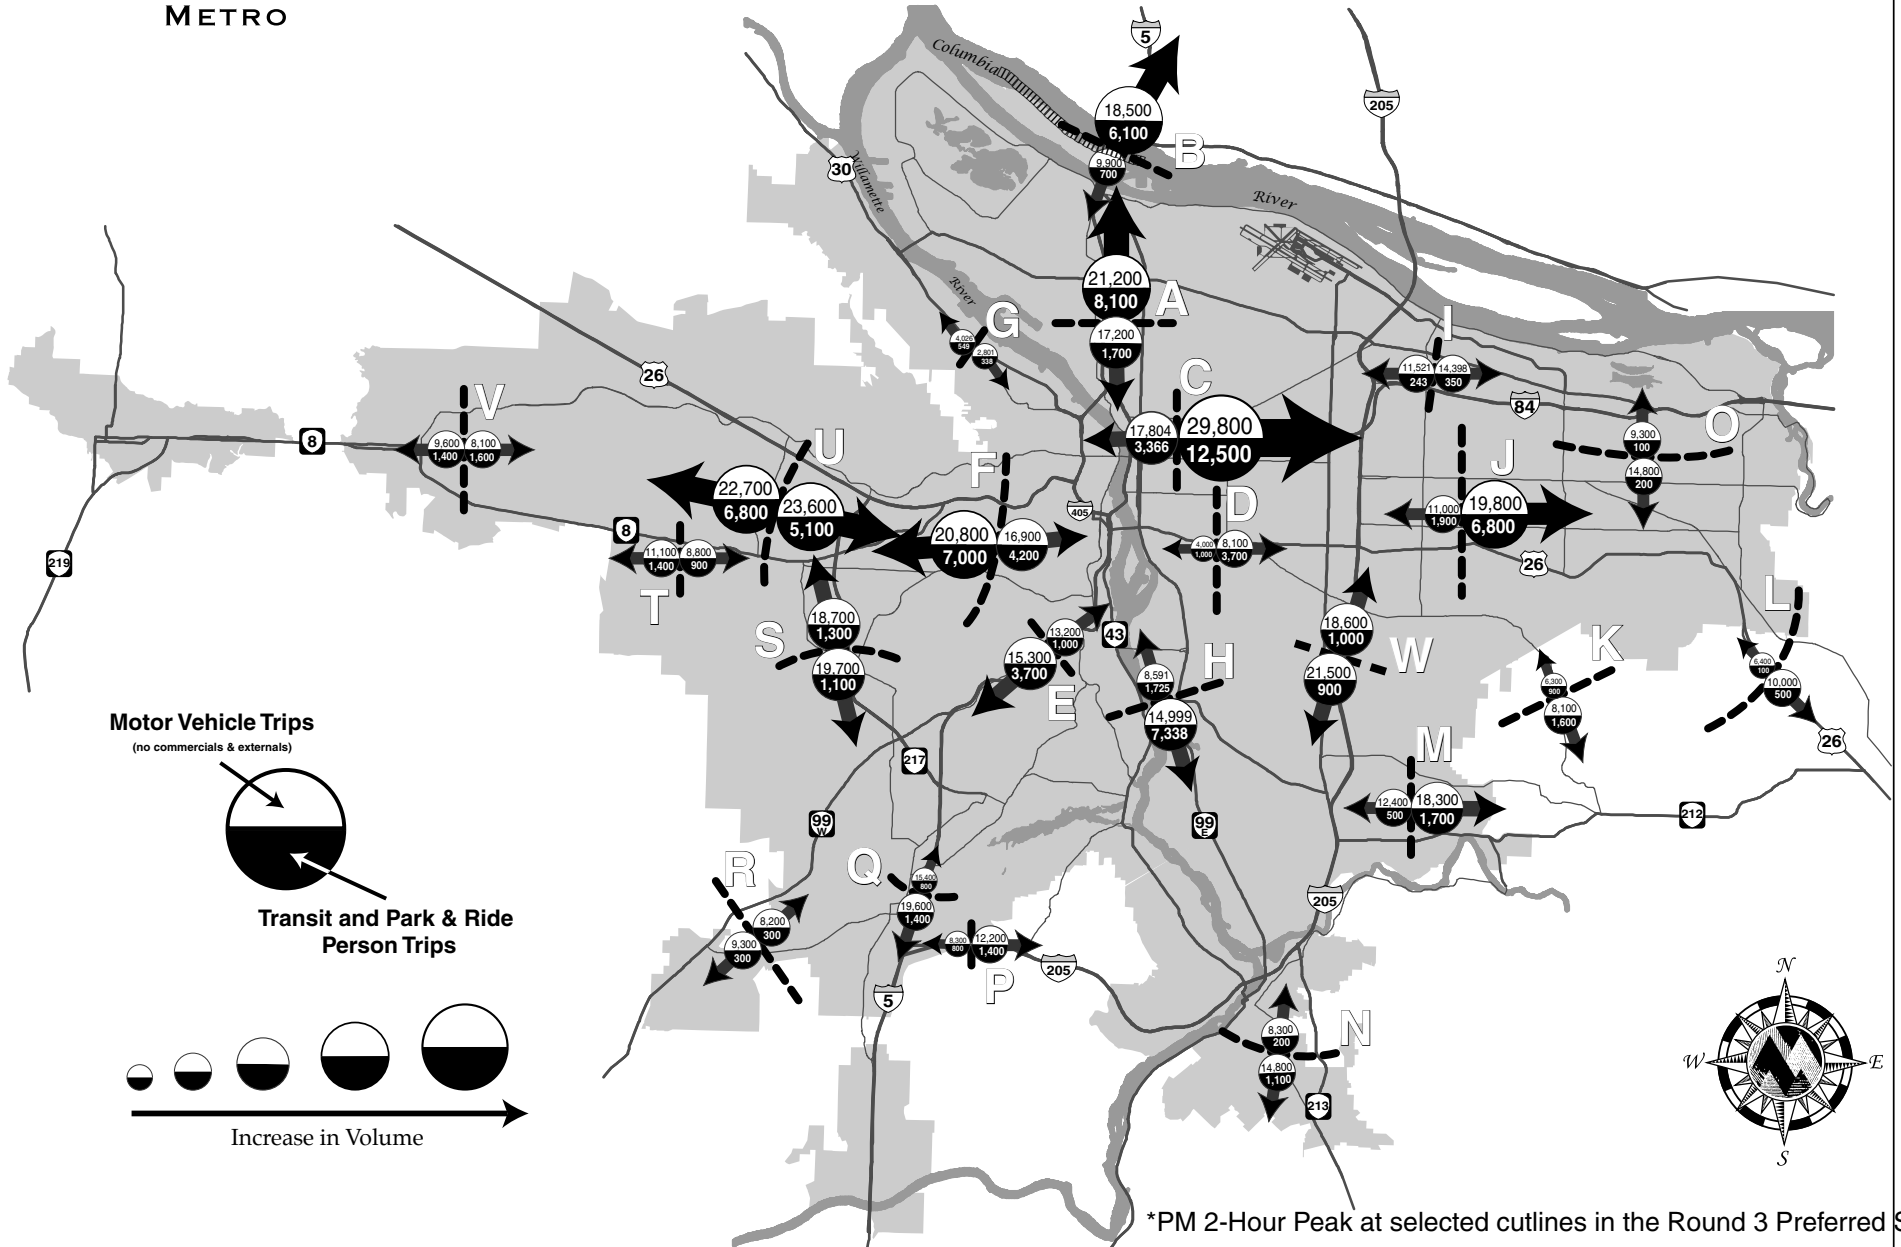 METRO
5
Columbia
205
18,500
6,100
B
9,900
700
30
Willamette
River
River
21,200
8,100
A
17,200
1,700
G
4,026
549
2,801
338
I
11,521
243
14,398
350
26
C
84
V
17,804
3,366
29,800
12,500
O
9,300
100
14,800
200
8
9,600
1,400
8,100
1,600
U
F
J
22,700
6,800
23,600
5,100
D
405
11,000
1,900
19,800
6,800
8
20,800
7,000
16,900
4,200
4,000
1,000
8,100
3,700
26
219
11,100
1,400
8,800
900
T
L
S
18,700
1,300
19,700
1,100
13,200
1,000
15,300
3,700
E
43
H
8,591
1,725
14,999
7,338
18,600
1,000
W
21,500
900
K
6,300
900
8,100
1,600
6,400
100
10,000
500
26
Motor Vehicle Trips
(no commercials & externals)
217
M
12,400
500
18,300
1,700
212
99
W
99
E
R
Q
15,400
800
19,600
1,400
205
8,200
300
9,300
300
Transit and Park & Ride
Person Trips
8,300
800
12,200
1,400
P
205
5
N
8,300
200
14,800
1,100
213
N
W
E
S
Increase in Volume
*PM 2-Hour Peak at selected cutlines in the Round 3 Preferred S